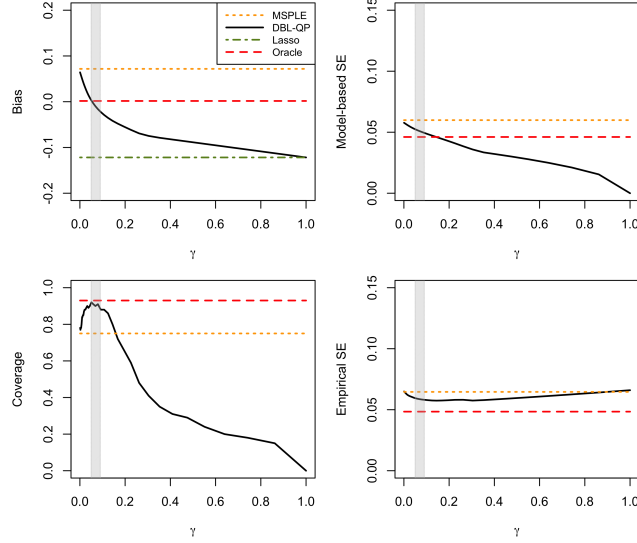 MSPLE
DBL-QP
Lasso
Oracle
Bias
0.2
0.1
0.0
-0.1
-0.2
0.0 0.2 0.4 0.6 0.8 1.0
γ
Model-based SE
0.15
0.10
0.05
0.00
0.0 0.2 0.4 0.6 0.8 1.0
γ
Coverage
1.0
0.8
0.6
0.4
0.2
0.0
0.0 0.2 0.4 0.6 0.8 1.0
γ
Empirical SE
0.15
0.10
0.05
0.00
0.0 0.2 0.4 0.6 0.8 1.0
γ